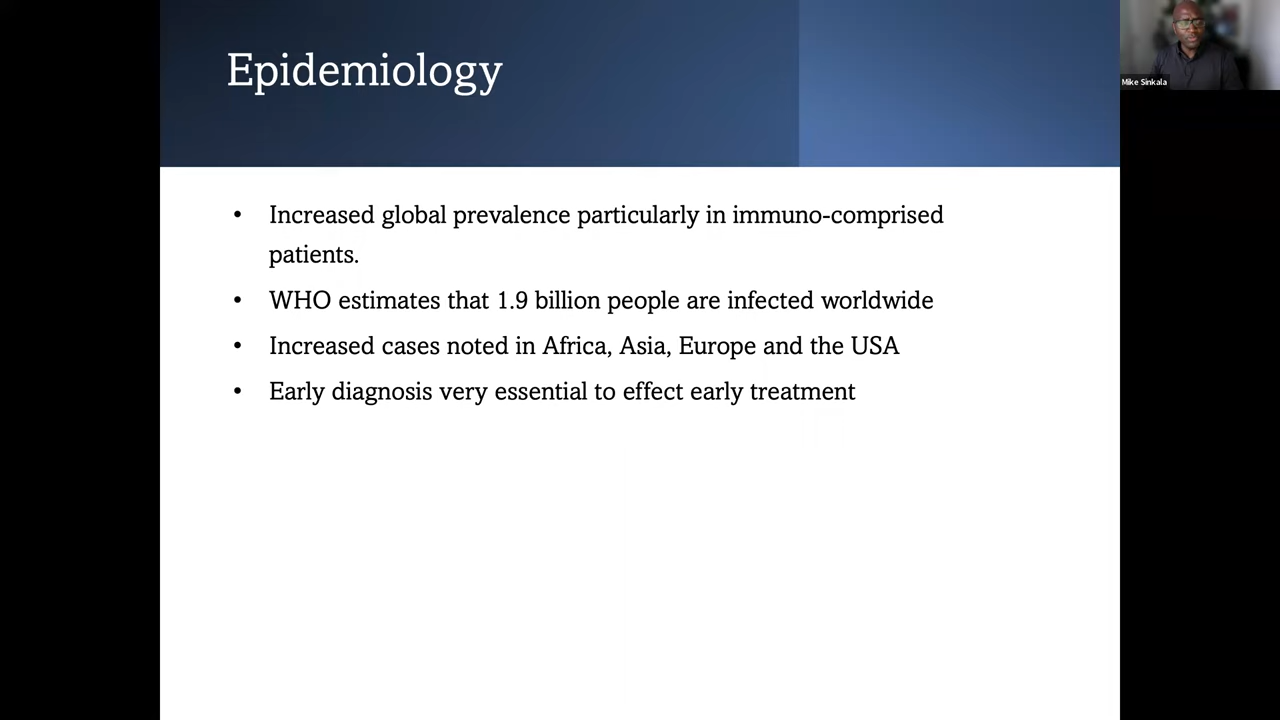 Epidemiology
Mike Sinkala
• Increased global prevalence particularly in immuno-comprised
patients.
• WHO estimates that 1.9 billion people are infected worldwide
• Increased cases noted in Africa, Asia, Europe and the USA
• Early diagnosis very essential to effect early treatment